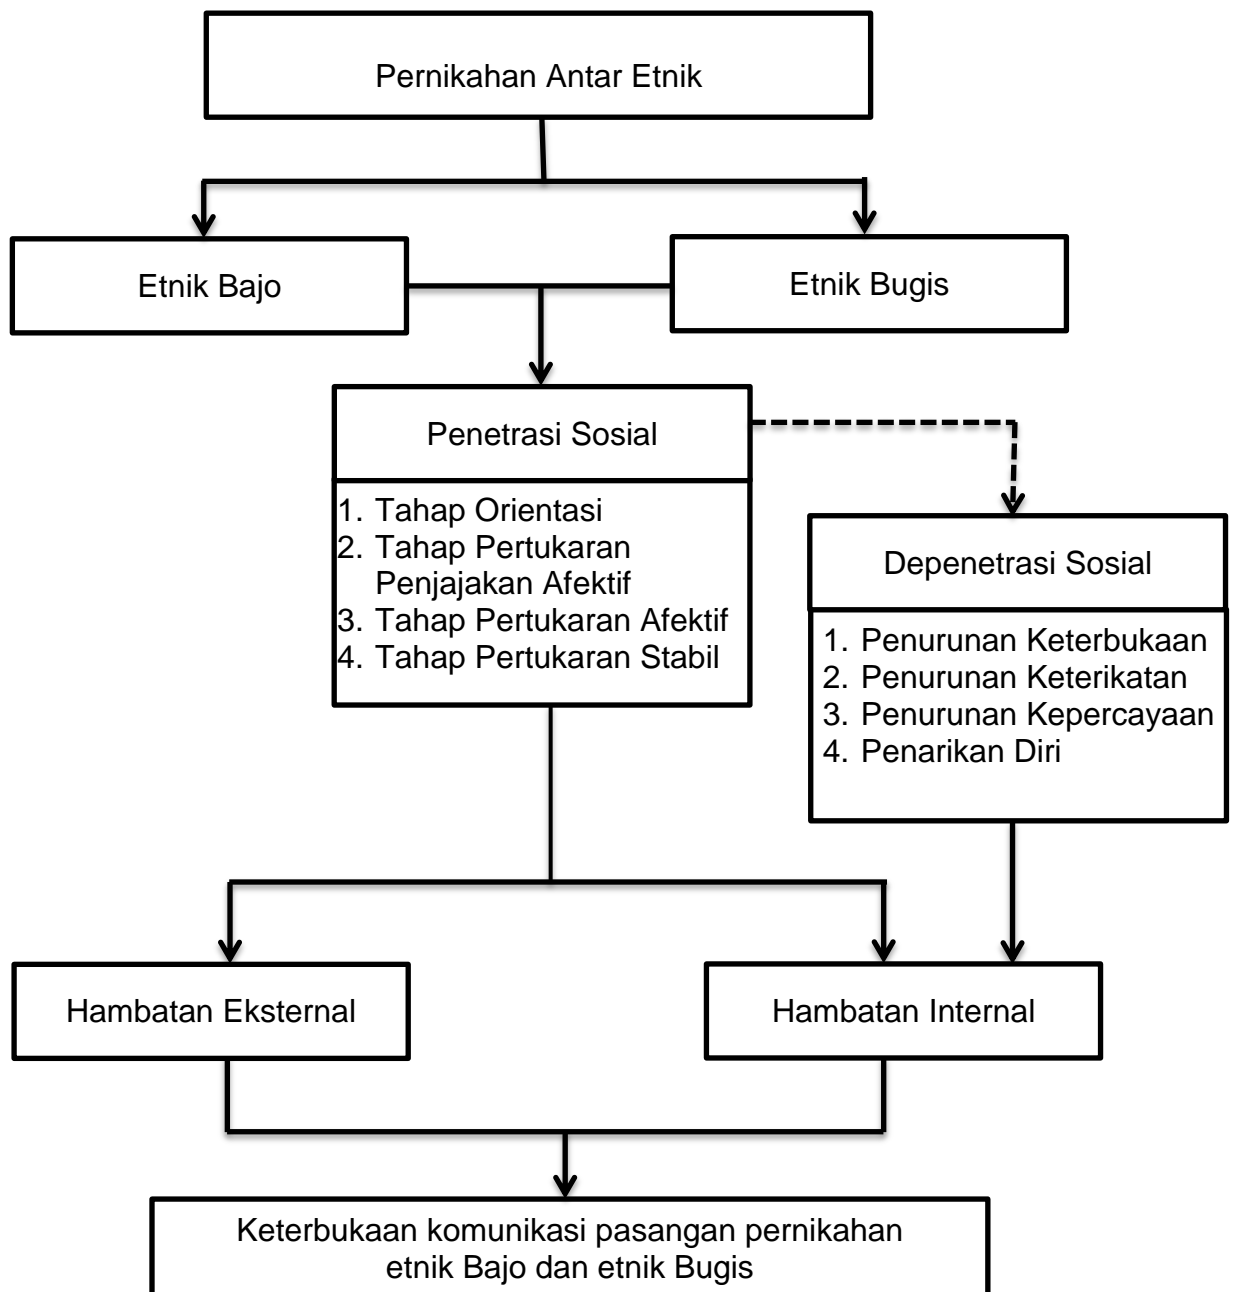 Pernikahan Antar Etnik
Etnik Bajo
Etnik Bugis
Penetrasi Sosial
1. Tahap Orientasi
2. Tahap Pertukaran
Penjajakan Afektif
3. Tahap Pertukaran Afektif
4. Tahap Pertukaran Stabil
Depenetrasi Sosial
1. Penurunan Keterbukaan
2. Penurunan Keterikatan
3. Penurunan Kepercayaan
4. Penarikan Diri
Hambatan Eksternal
Hambatan Internal
Keterbukaan komunikasi pasangan pernikahan
etnik Bajo dan etnik Bugis